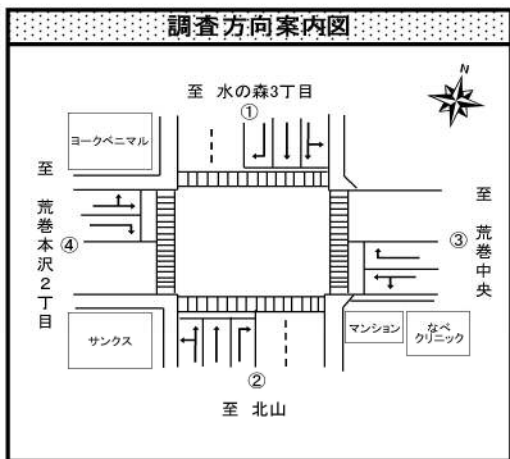 調査方向案内図
N
至 水の森3丁目
①
ヨークベニマル
至 荒巻本沢2丁目
④
至 荒巻中央
③
サンクス
マンション
なべ
クリニック
②
至 北山